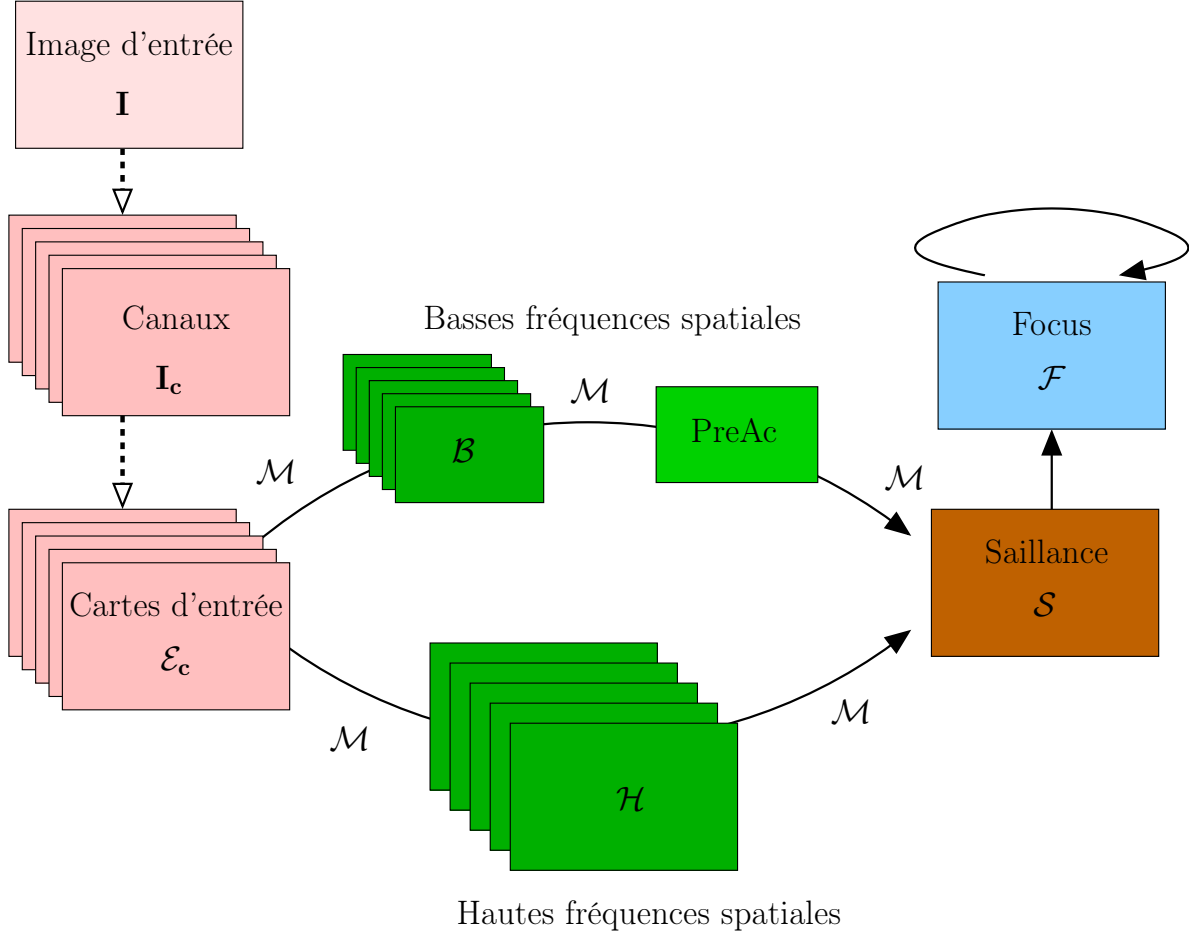 Image d'entrée
I
Canaux
I_c
Cartes d'entrée
ℰ_c
Basses fréquences spatiales
ℳ
ℬ
ℳ
PreAc
ℳ
ℳ
ℋ
ℳ
Hautes fréquences spatiales
Focus
ℱ
Saillance
𝒮